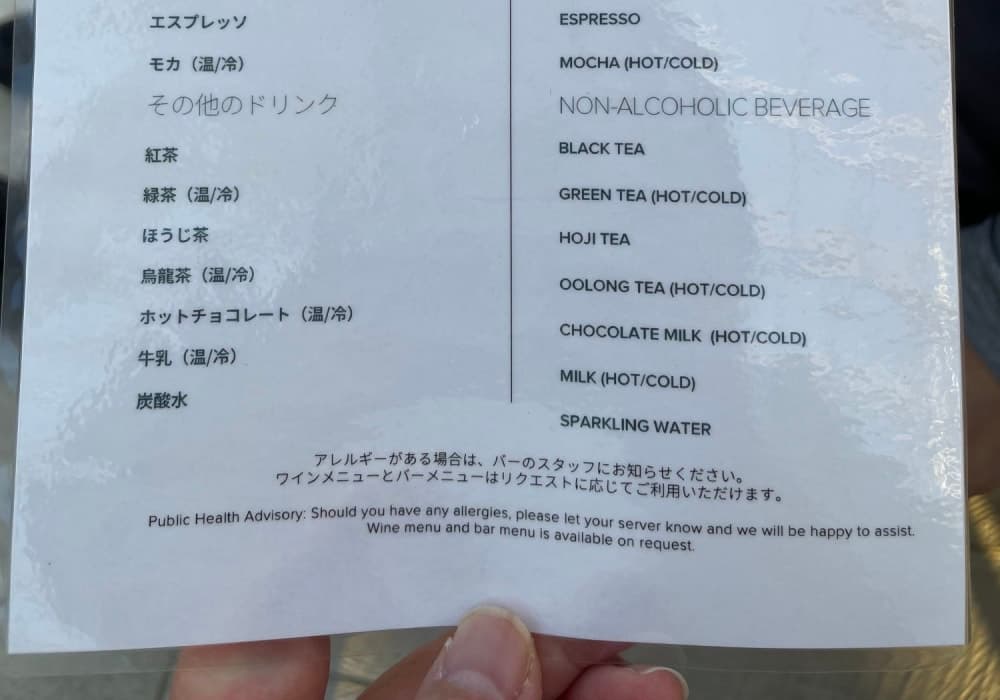 エスプレッソ
モカ（温/冷）
その他のドリンク
紅茶
緑茶（温/冷）
ほうじ茶
烏龍茶（温/冷）
ホットチョコレート（温/冷）
牛乳（温/冷）
炭酸水
ESPRESSO
MOCHA (HOT/COLD)
NON-ALCOHOLIC BEVERAGE
BLACK TEA
GREEN TEA (HOT/COLD)
HOJI TEA
OOLONG TEA (HOT/COLD)
CHOCOLATE MILK (HOT/COLD)
MILK (HOT/COLD)
SPARKLING WATER
アレルギーがある場合は、バーのスタッフにお知らせください。
ワインメニューとバーメニューはリクエストに応じてご利用いただけます。
Public Health Advisory: Should you have any allergies, please let your server know and we will be happy to assist.
Wine menu and bar menu is available on request.